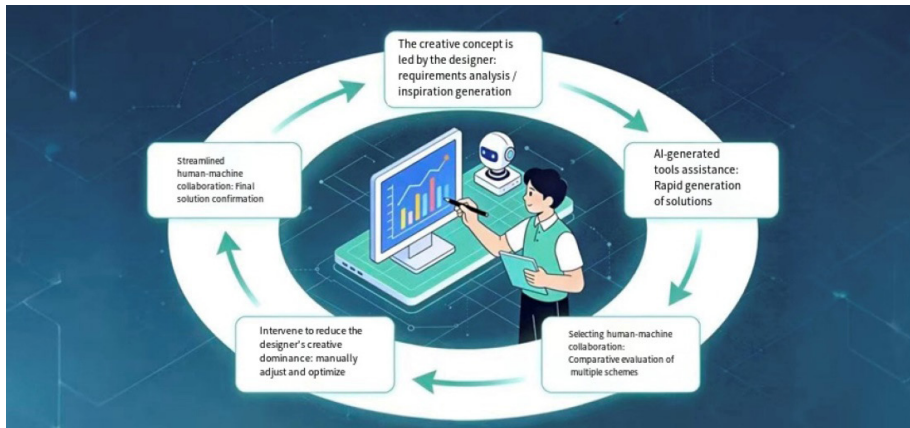 The creative concept is
led by the designer:
requirements analysis /
inspiration generation
AI-generated
tools assistance:
Rapid generation
of solutions
Selecting human-machine
collaboration:
Comparative evaluation of
multiple schemes
Intervene to reduce the
designer's creative
dominance: manually
adjust and optimize
Streamlined
human-machine
collaboration: Final
solution confirmation